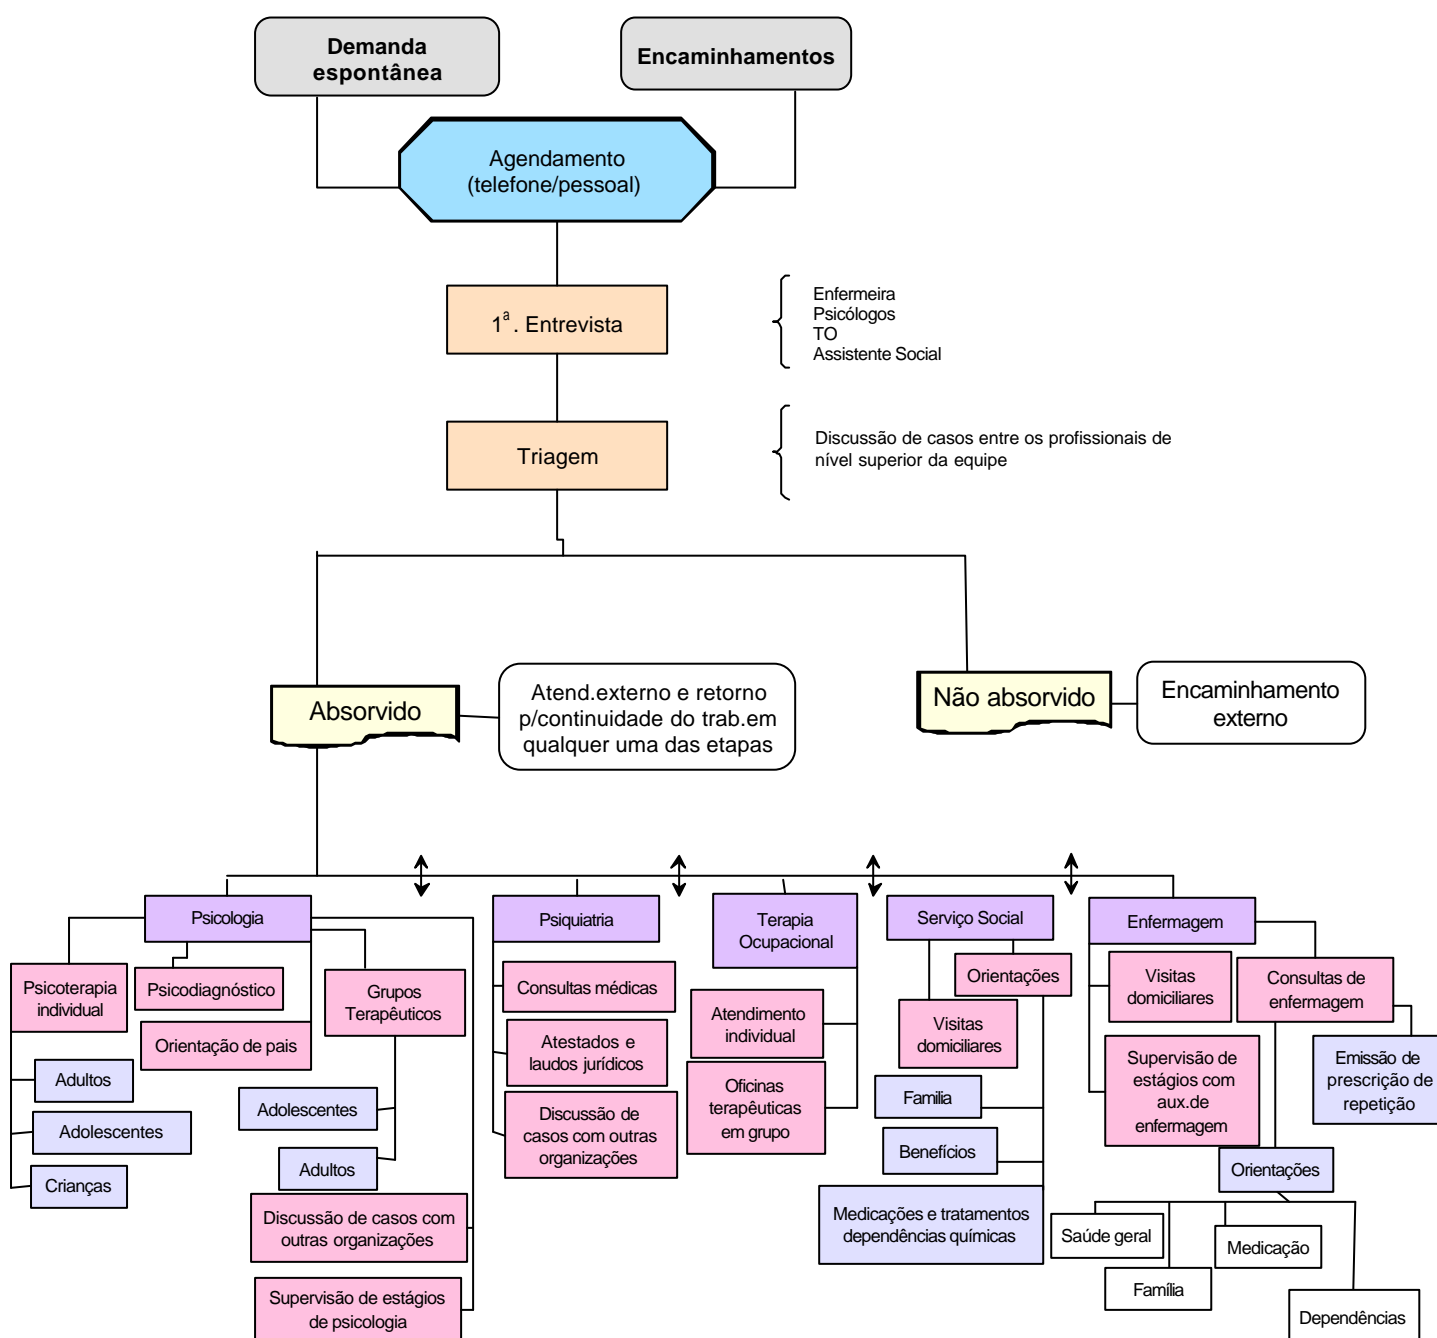 Demanda
espontânea
Encaminhamentos
Agendamento
(telefone/pessoal)
1ª. Entrevista
Enfermeira
Psicólogos
TO
Assistente Social
Triagem
Discussão de casos entre os profissionais de
nível superior da equipe
Absorvido
Atend.externo e retorno
p/continuidade do trab.em
qualquer uma das etapas
Não absorvido
Encaminhamento
externo
Psicologia
Psicoterapia
individual
Adultos
Adolescentes
Crianças
Psicodiagnóstico
Orientação de pais
Grupos
Terapêuticos
Adolescentes
Adultos
Discussão de casos com
outras organizações
Supervisão de estágios
de psicologia
Psiquiatria
Consultas médicas
Atestados e
laudos jurídicos
Discussão de
casos com outras
organizações
Terapia
Ocupacional
Atendimento
individual
Oficinas
terapêuticas
em grupo
Serviço Social
Orientações
Visitas
domiciliares
Familia
Benefícios
Medicações e tratamentos
dependências químicas
Enfermagem
Visitas
domiciliares
Supervisão de
estágios com
aux.de
enfermagem
Consultas de
enfermagem
Emissão de
prescrição de
repetição
Orientações
Saúde geral
Família
Medicação
Dependências